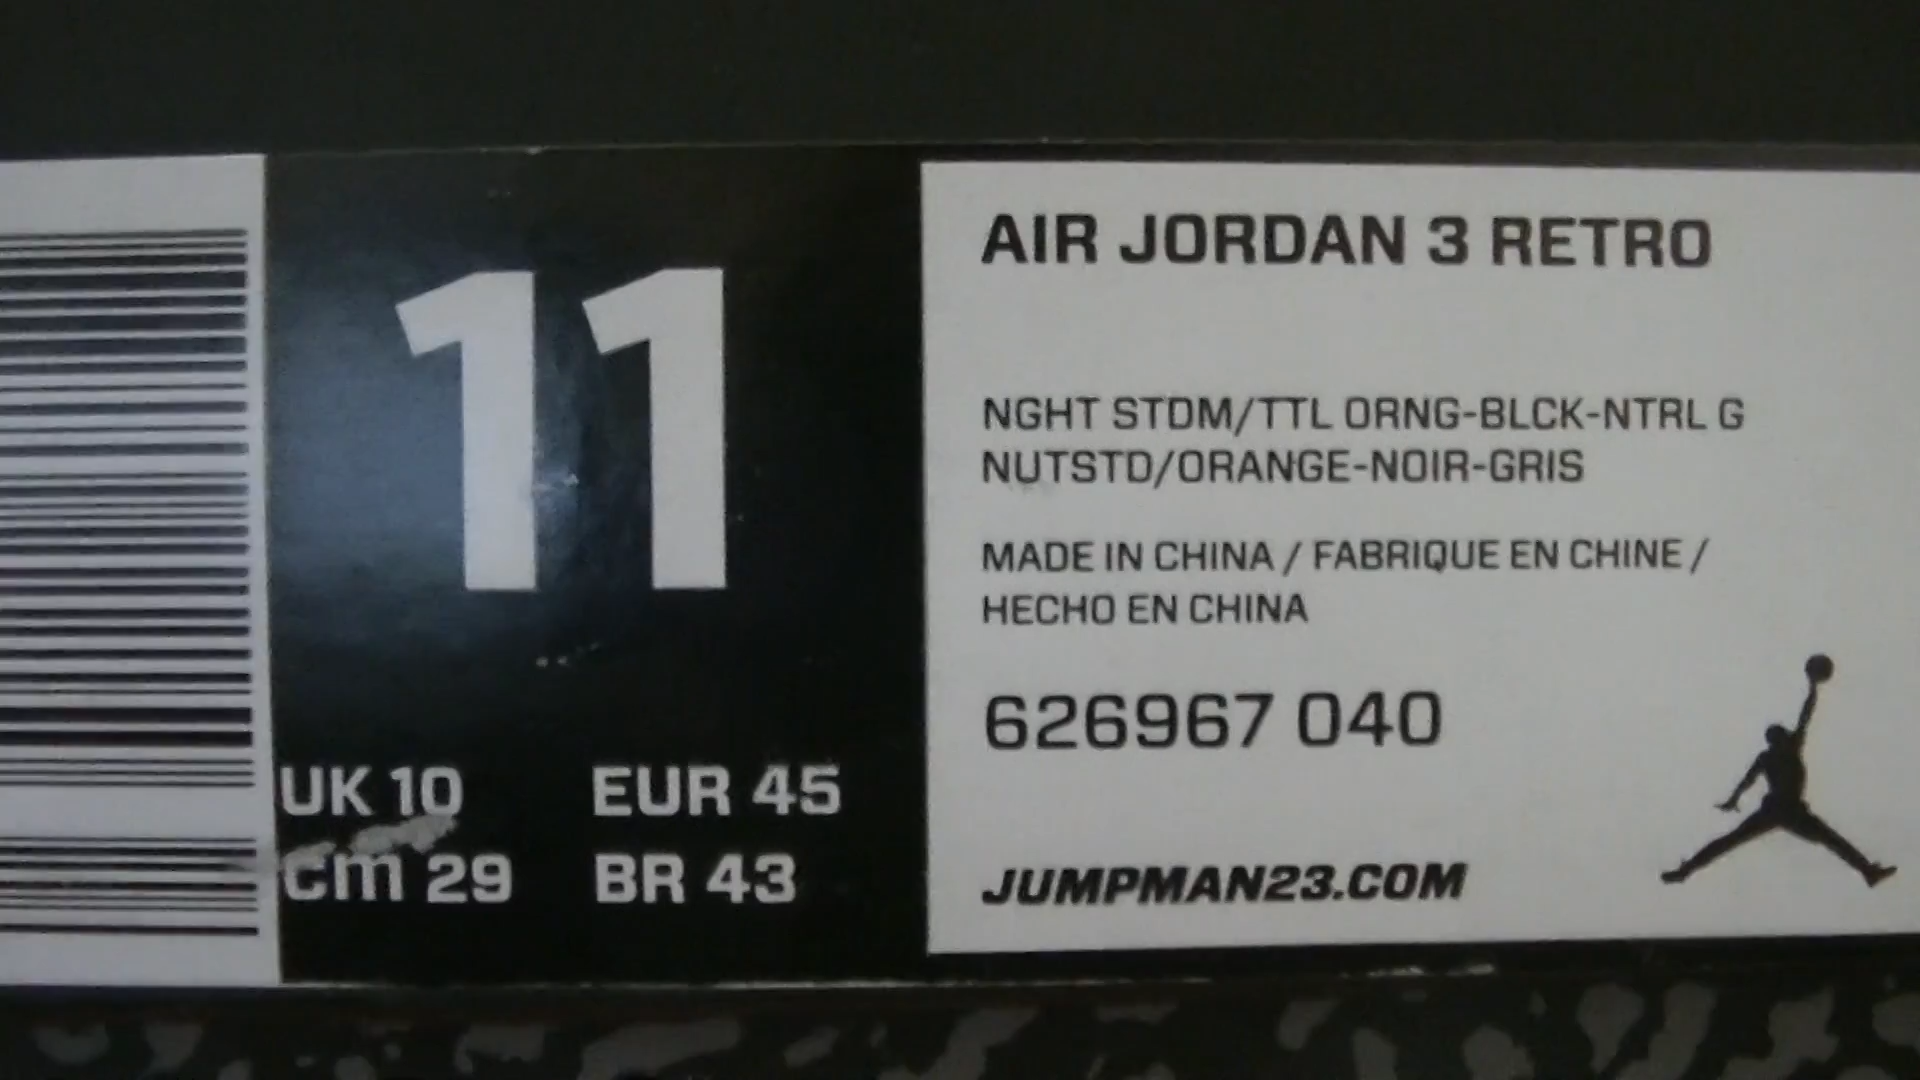 11
UK 10 EUR 45
cm 29 BR 43
AIR JORDAN 3 RETRO
NGHT STDM/TTL ORNG-BLCK-NTRL G
NUTSTD/ORANGE-NOIR-GRIS
MADE IN CHINA / FABRIQUE EN CHINE /
HECHO EN CHINA
626967 040
JUMPMAN23.COM